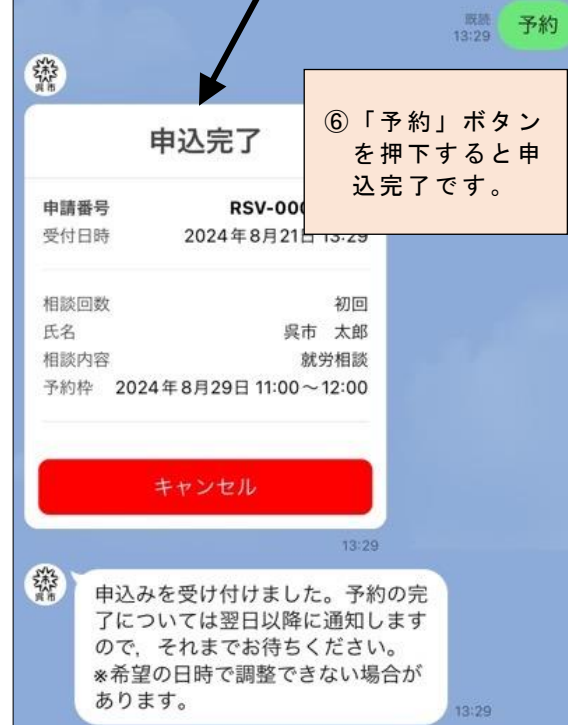 既読
13:29
予約
呉市
申込完了
⑥「予約」ボタン
を押下すると申
込完了です。
申請番号 RSV-000
受付日時 2024年8月21日 13:29
相談回数 初回
氏名 呉市 太郎
相談内容 就労相談
予約枠 2024年8月29日 11:00～12:00
キャンセル
13:29
呉市
申込みを受け付けました。予約の完
了については翌日以降に通知します
ので，それまでお待ちください。
※希望の日時で調整できない場合が
あります。
13:29